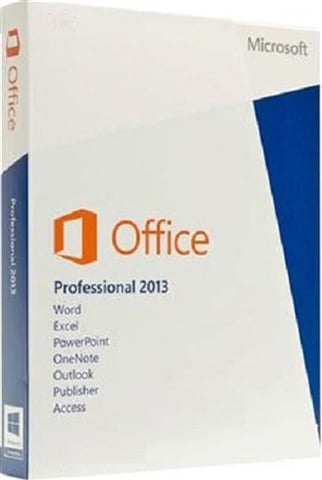 Microsoft
Office
Professional 2013
Office
Professional 2013
Word
Excel
PowerPoint
OneNote
Outlook
Publisher
Access